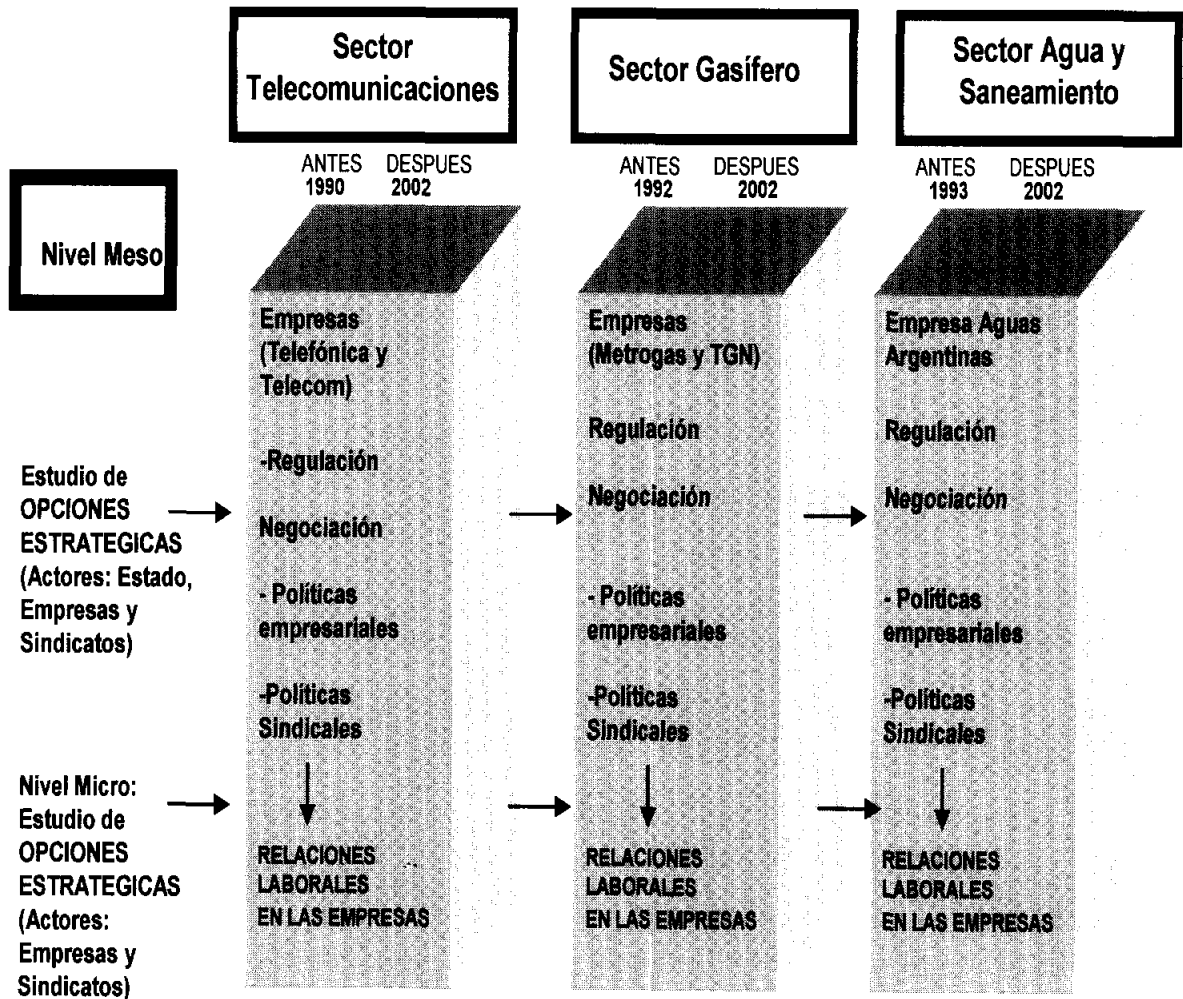 Sector
Telecomunicaciones
Sector Gasífero
Sector Agua y
Saneamiento
ANTES DESPUES
1990 2002
ANTES DESPUES
1992 2002
ANTES DESPUES
1993 2002
Nivel Meso
Estudio de
OPCIONES
ESTRATEGICAS
(Actores: Estado,
Empresas y
Sindicatos)
Nivel Micro:
Estudio de
OPCIONES
ESTRATEGICAS
(Actores:
Empresas y
Sindicatos)
Empresas
(Telefónica y
Telecom)
-Regulación
Negociación
- Políticas
empresariales
-Políticas
Sindicales
RELACIONES
LABORALES
EN LAS EMPRESAS
Empresas
(Metrogas y TGN)
Regulación
Negociación
- Políticas
empresariales
-Políticas
Sindicales
RELACIONES
LABORALES
EN LAS EMPRESAS
Empresa Aguas
Argentinas
Regulación
Negociación
- Políticas
empresariales
-Políticas
Sindicales
RELACIONES
LABORALES
EN LAS EMPRESAS